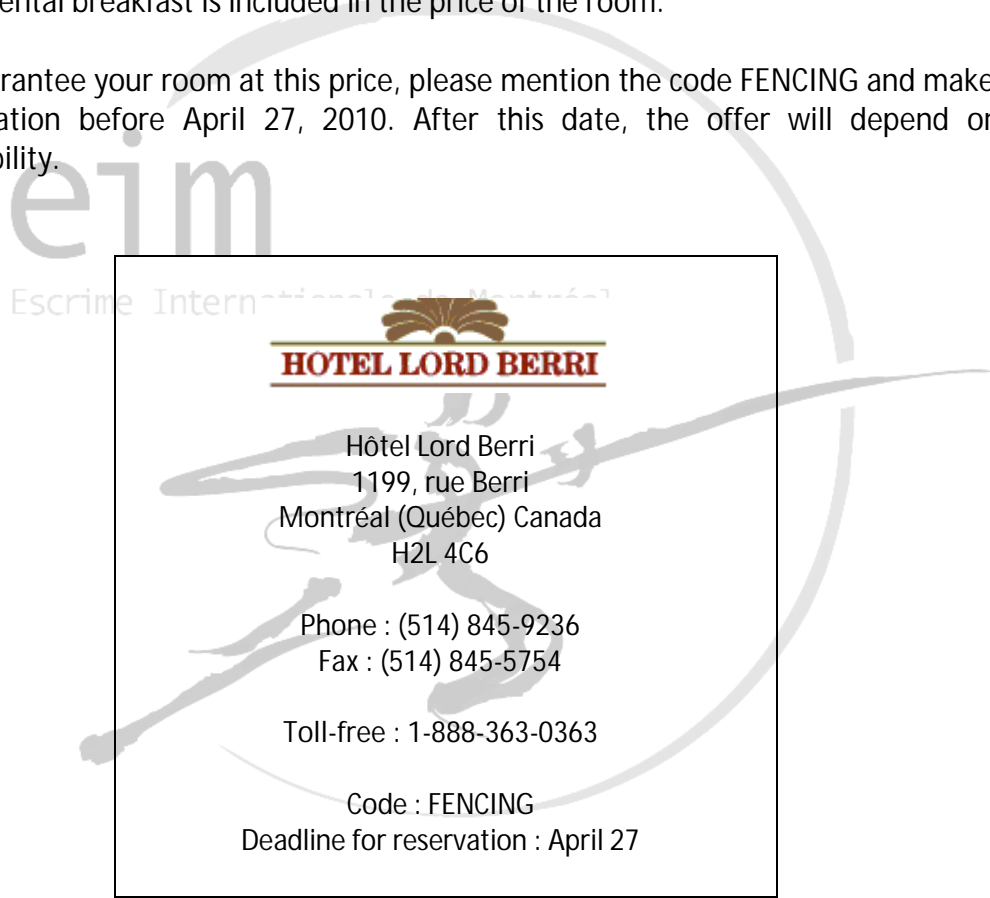 ental breakfast is included in the price of the room.
rantee your room at this price, please mention the code FENCING and make
ation before April 27, 2010. After this date, the offer will depend on
bility.
eim
Escrime Internationale de Montréal
HOTEL LORD BERRI
Hôtel Lord Berri
1199, rue Berri
Montréal (Québec) Canada
H2L 4C6
Phone : (514) 845-9236
Fax : (514) 845-5754
Toll-free : 1-888-363-0363
Code : FENCING
Deadline for reservation : April 27